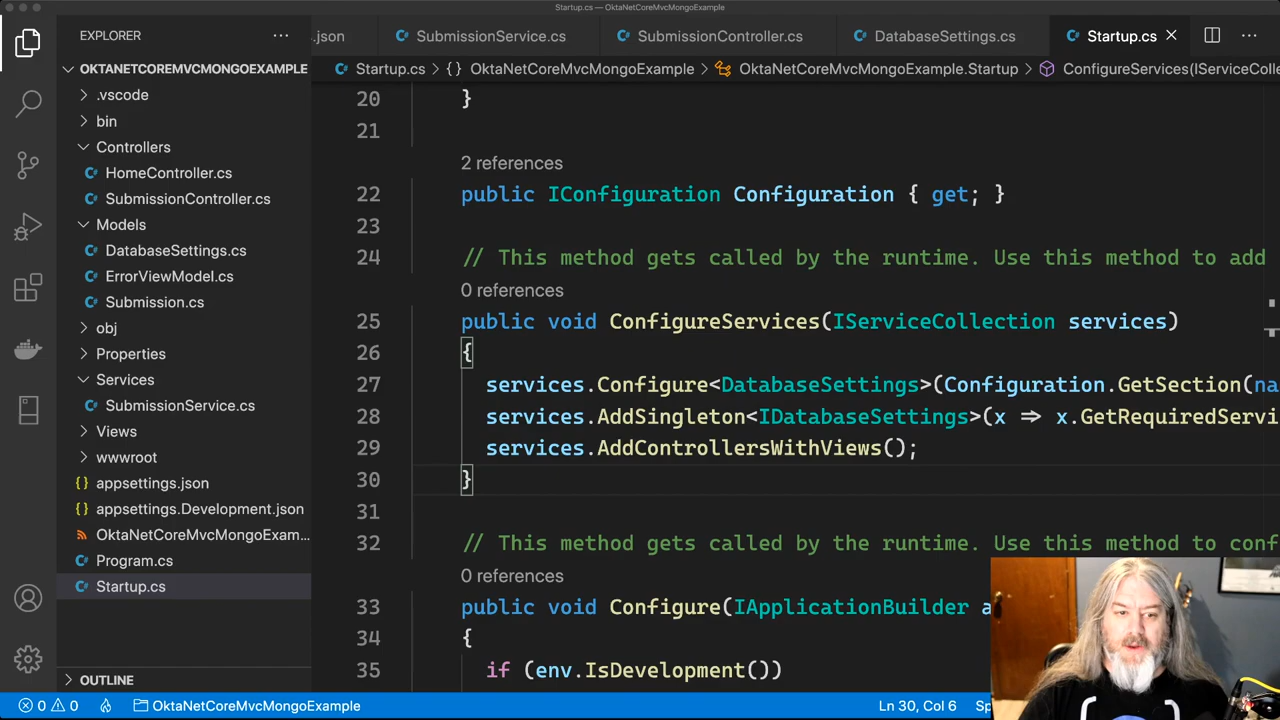 Startup.cs — OktaNetCoreMvcMongoExample
EXPLORER
.json
SubmissionService.cs
SubmissionController.cs
DatabaseSettings.cs
Startup.cs
OKTANETCOREMVCMONGOEXAMPLE
Startup.cs > {} OktaNetCoreMvcMongoExample > OktaNetCoreMvcMongoExample.Startup > ConfigureServices(IServiceColle
.vscode
bin
Controllers
HomeController.cs
SubmissionController.cs
Models
DatabaseSettings.cs
ErrorViewModel.cs
Submission.cs
obj
Properties
Services
SubmissionService.cs
Views
wwwroot
{} appsettings.json
{} appsettings.Development.json
OktaNetCoreMvcMongoExam...
Program.cs
Startup.cs
OUTLINE
20 }
21
2 references
22 public IConfiguration Configuration { get; }
23
24 // This method gets called by the runtime. Use this method to add
0 references
25 public void ConfigureServices(IServiceCollection services)
26 {
27 services.Configure<DatabaseSettings>(Configuration.GetSection(na
28 services.AddSingleton<IDatabaseSettings>(x => x.GetRequiredServi
29 services.AddControllersWithViews();
30 }
31
32 // This method gets called by the runtime. Use this method to conf
0 references
33 public void Configure(IApplicationBuilder a
34 {
35 if (env.IsDevelopment())
0 0 OktaNetCoreMvcMongoExample
Ln 30, Col 6 Sp